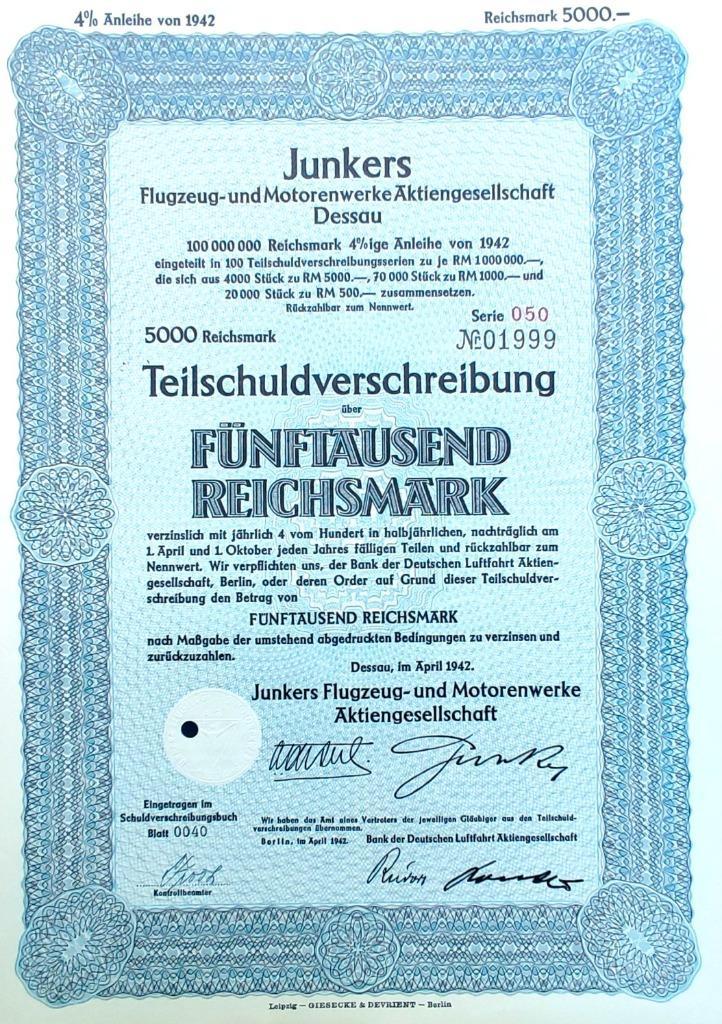 4% Anleihe von 1942
Reichsmark 5000.—
Junkers
Flugzeug- und Motorenwerke Aktiengesellschaft
Dessau
100 000 000 Reichsmark 4%ige Anleihe von 1942
eingeteilt in 100 Teilschuldverschreibungsserien zu je RM 1 000 000.—,
die sich aus 4000 Stück zu RM 5000.—, 70 000 Stück zu RM 1000.— und
20 000 Stück zu RM 500.— zusammensetzen.
Rückzahlbar zum Nennwert.
Serie 050
5000 Reichsmark
№ 01999
Teilschuldverschreibung
über
FÜNFTAUSEND
REICHSMARK
verzinslich mit jährlich 4 vom Hundert in halbjährlichen, nachträglich am
1. April und 1. Oktober jeden Jahres fälligen Teilen und rückzahlbar zum
Nennwert. Wir verpflichten uns, der Bank der Deutschen Luftfahrt Aktien-
gesellschaft, Berlin, oder deren Order auf Grund dieser Teilschuldver-
schreibung den Betrag von
FÜNFTAUSEND REICHSMARK
nach Maßgabe der umstehend abgedruckten Bedingungen zu verzinsen und
zurückzuzahlen.
Dessau, im April 1942.
Junkers Flugzeug- und Motorenwerke
Aktiengesellschaft
Eingetragen im
Schuldverschreibungsbuch
Blatt 0040
Wir haben das Amt eines Vertreters der jeweiligen Gläubiger aus den Teilschuld-
verschreibungen übernommen.
Berlin, im April 1942. Bank der Deutschen Luftfahrt Aktiengesellschaft
Kontrollbeamter
Leipzig — GIESECKE & DEVRIENT — Berlin